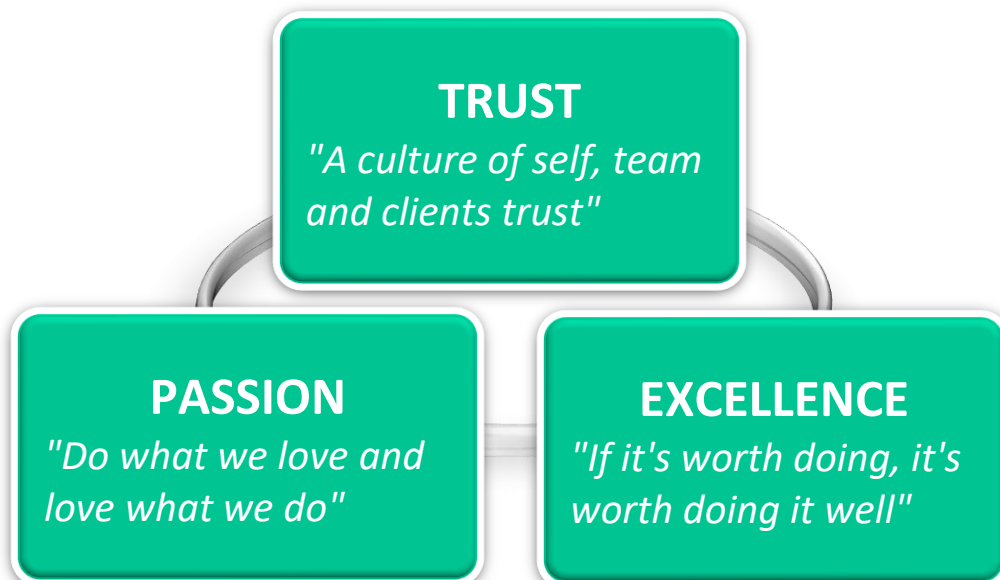 TRUST
"A culture of self, team
and clients trust"
PASSION
"Do what we love and
love what we do"
EXCELLENCE
"If it's worth doing, it's
worth doing it well"